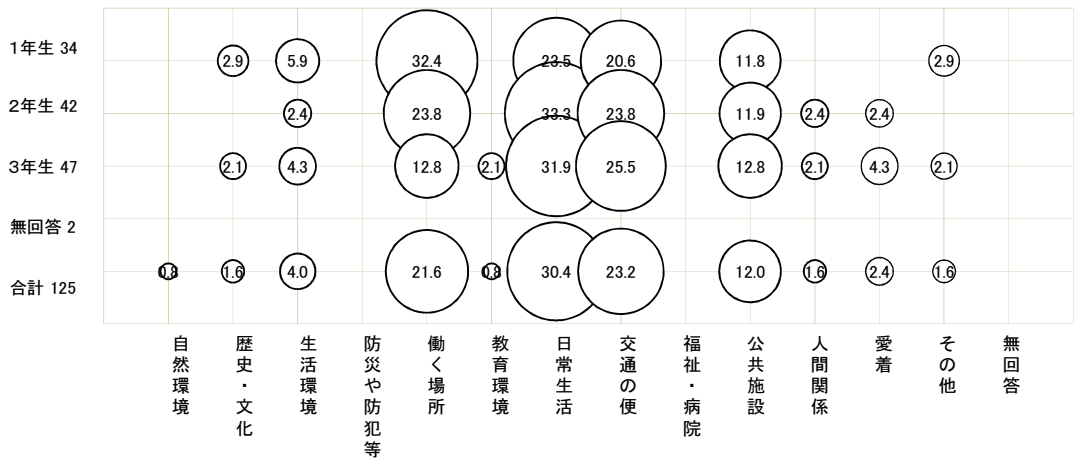 1年生 34
2.9 5.9 32.4 23.5 20.6 11.8 2.9
2年生 42
2.4 23.8 33.3 23.8 11.9 2.4 2.4
3年生 47
2.1 4.3 12.8 2.1 31.9 25.5 12.8 2.1 4.3 2.1
無回答 2
合計 125
0.8 1.6 4.0 21.6 0.8 30.4 23.2 12.0 1.6 2.4 1.6
自然環境
歴史・文化
生活環境
防災や防犯等
働く場所
教育環境
日常生活
交通の便
福祉・病院
公共施設
人間関係
愛着
その他
無回答